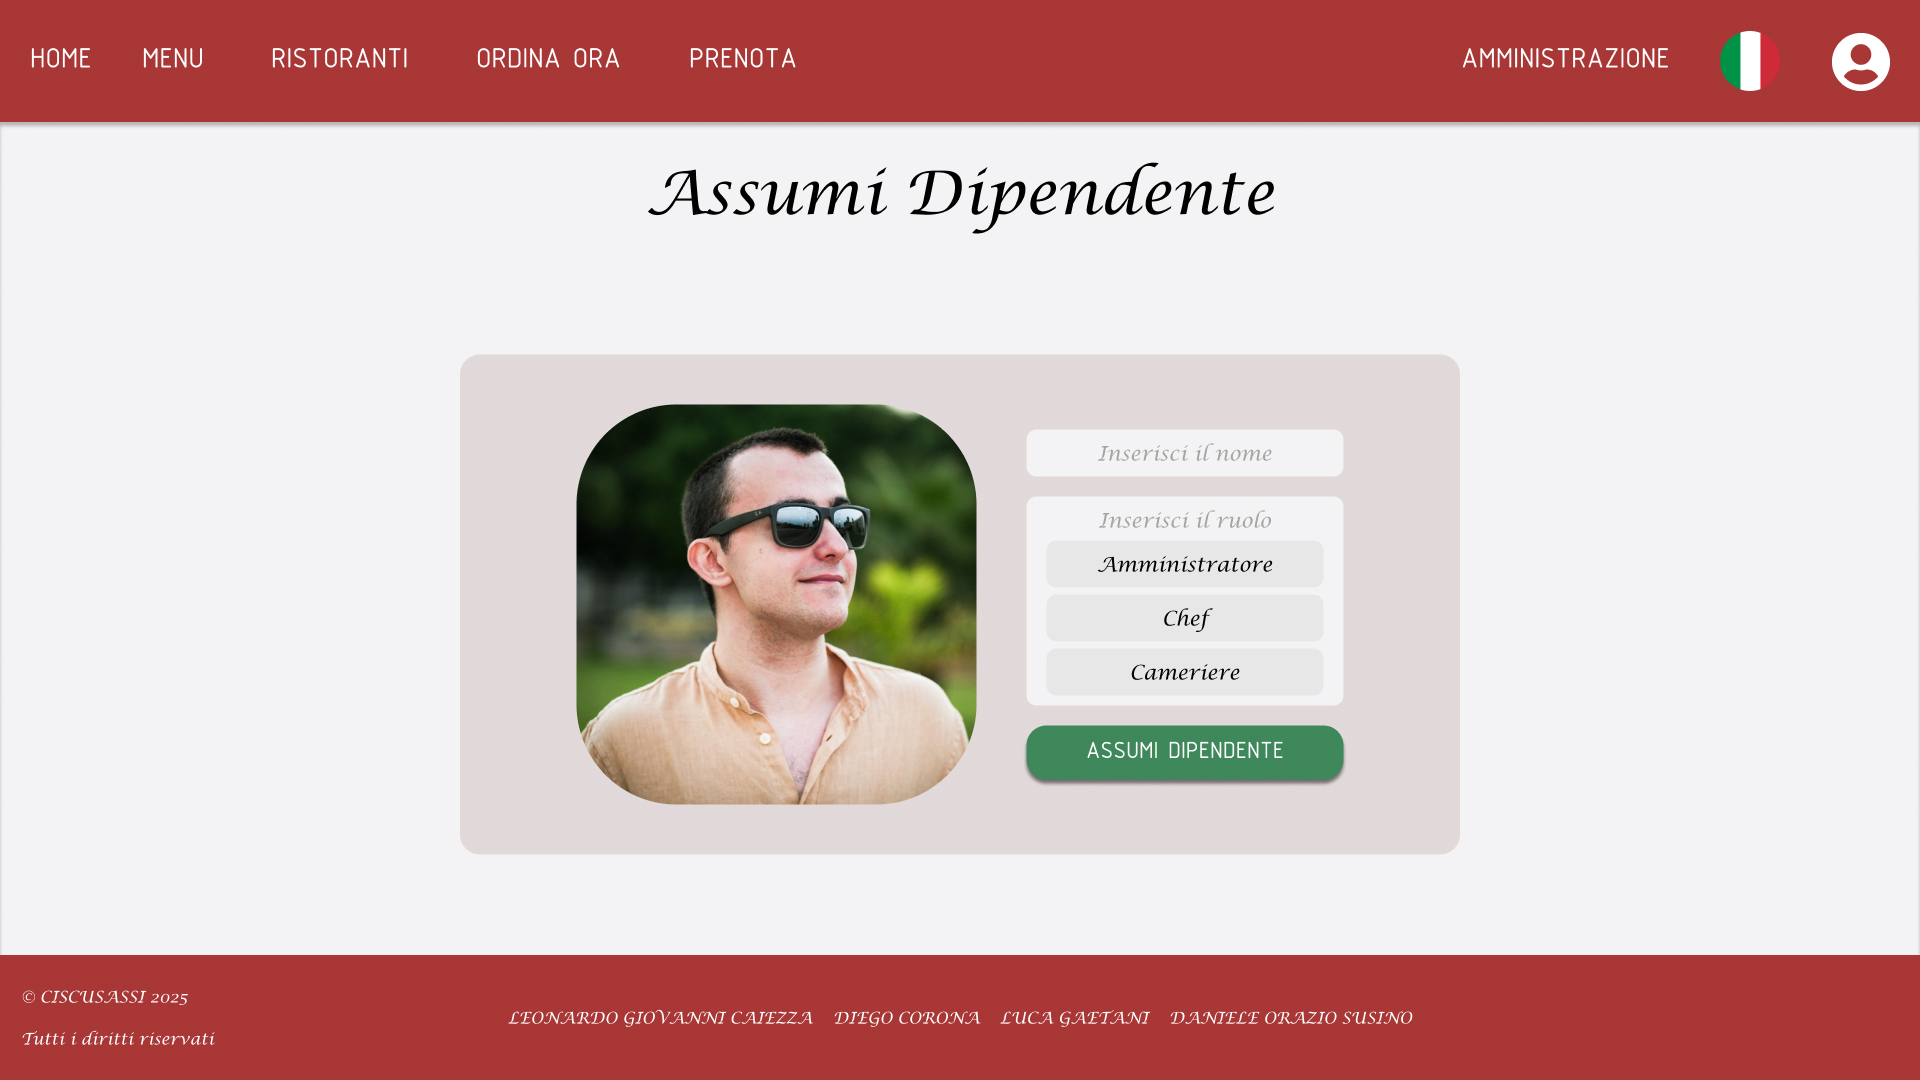 HOME MENU RISTORANTI ORDINA ORA PRENOTA AMMINISTRAZIONE
Assumi Dipendente
Inserisci il nome
Inserisci il ruolo
Amministratore
Chef
Cameriere
ASSUMI DIPENDENTE
© CISCUSASSI 2025
Tutti i diritti riservati
LEONARDO GIOVANNI CAIEZZA DIEGO CORONA LUCA GAETANI DANIELE ORAZIO SUSINO